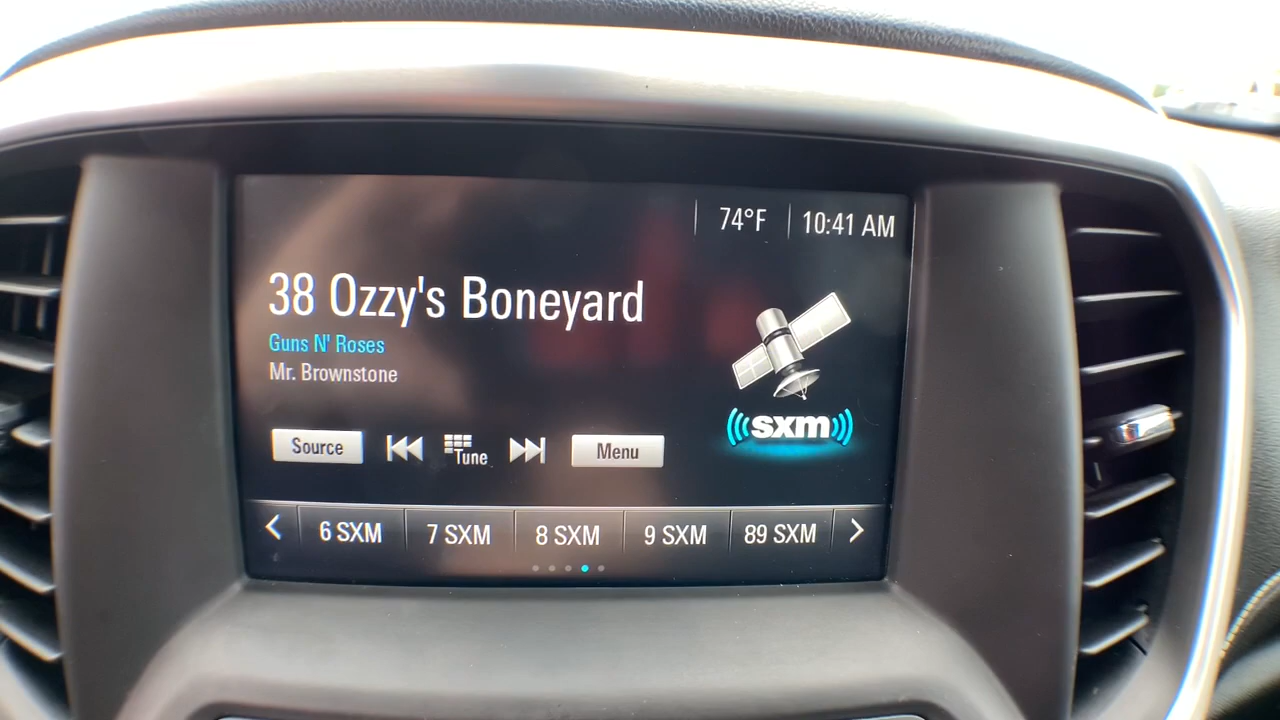 74°F 10:41 AM
38 Ozzy's Boneyard
Guns N' Roses
Mr. Brownstone
sxm
Source Tune Menu
6 SXM 7 SXM 8 SXM 9 SXM 89 SXM